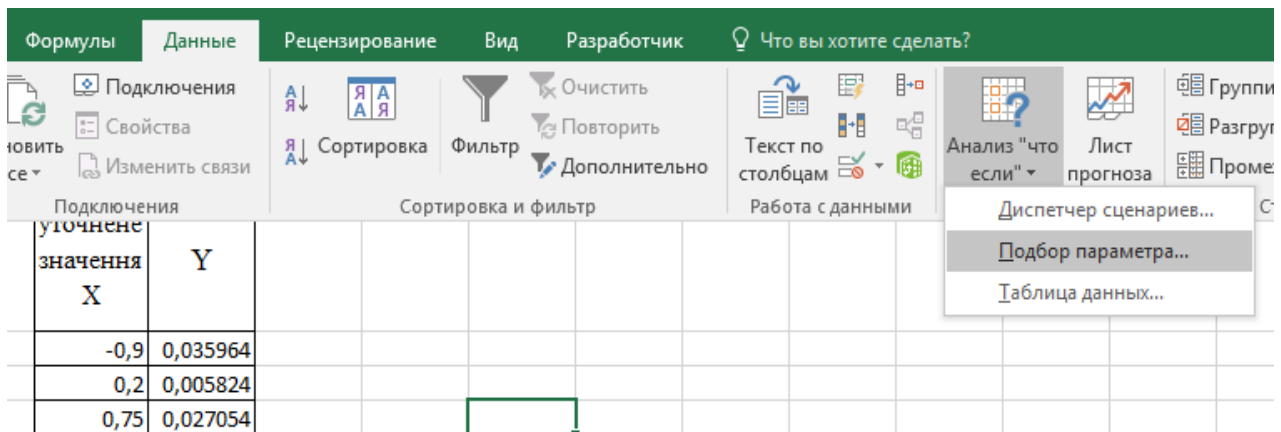 Формулы Данные Рецензирование Вид Разработчик Что вы хотите сделать?
Подключения
Свойства
Изменить связи
Подключения
Сортировка
Фильтр
Очистить
Повторить
Дополнительно
Сортировка и фильтр
Текст по
столбцам
Работа с данными
Анализ "что
если"
Лист
прогноза
Диспетчер сценариев...
Подбор параметра...
Таблица данных...
уточнене
значення
X
Y
-0,9 0,035964
0,2 0,005824
0,75 0,027054